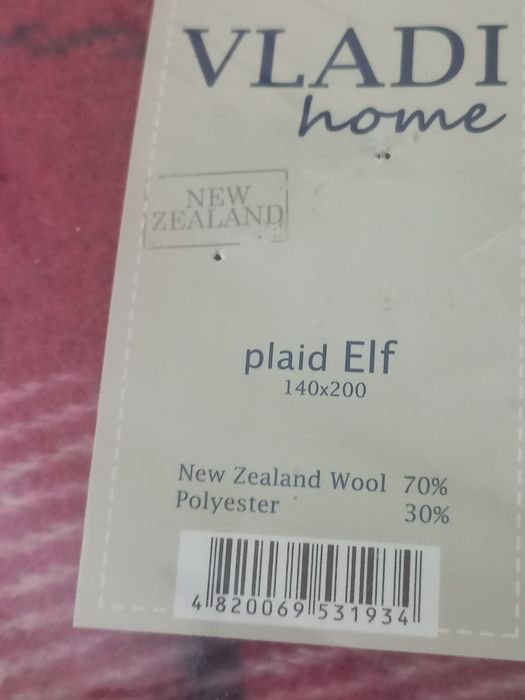 VLADI
home
NEW
ZEALAND
plaid Elf
140x200
New Zealand Wool 70%
Polyester 30%
4 820069 531934